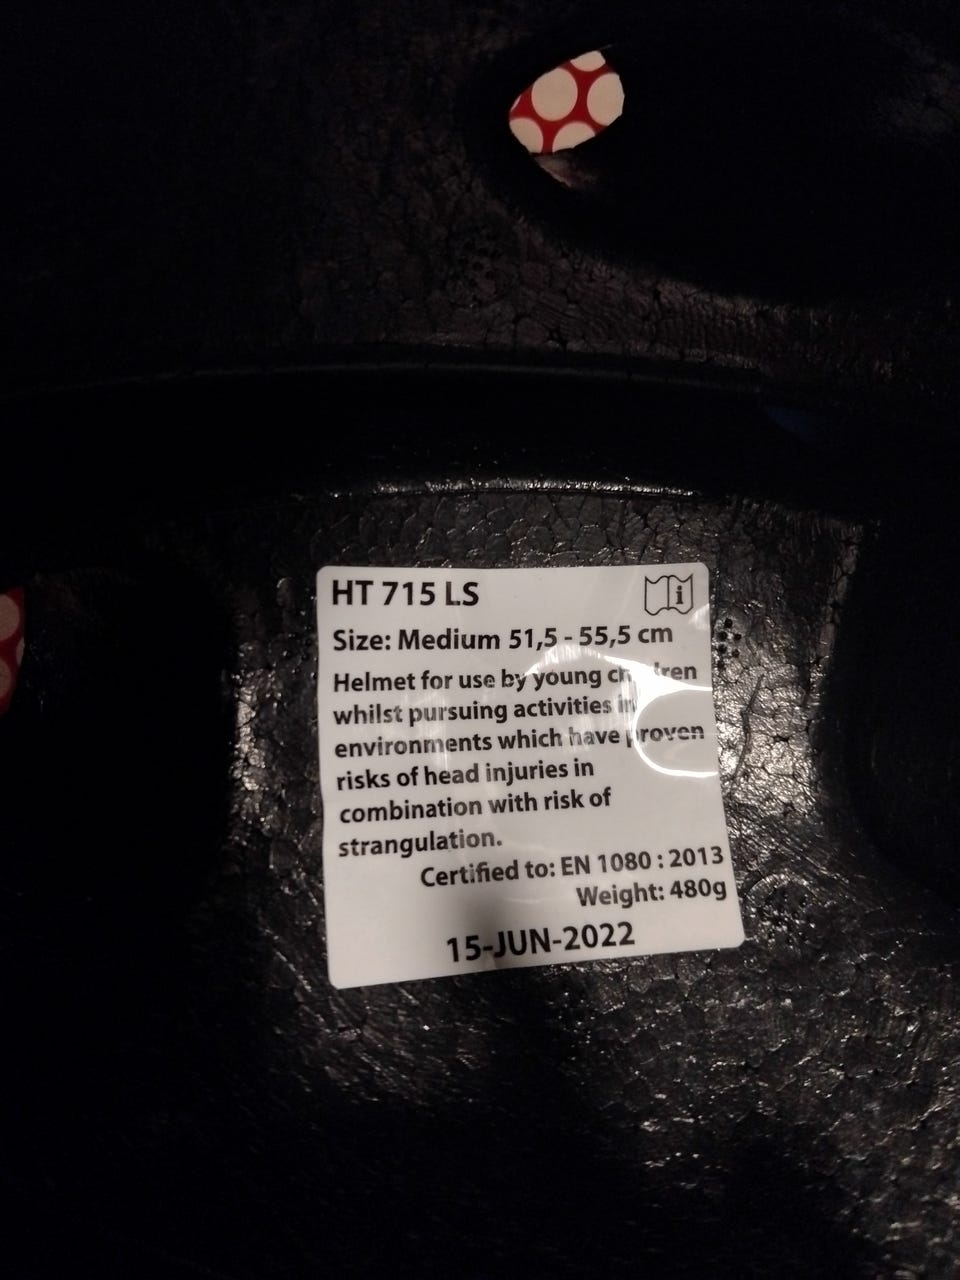 HT 715 LS
i
Size: Medium 51,5 - 55,5 cm
Helmet for use by young children
whilst pursuing activities in
environments which have proven
risks of head injuries in
combination with risk of
strangulation.
Certified to: EN 1080 : 2013
Weight: 480g
15-JUN-2022